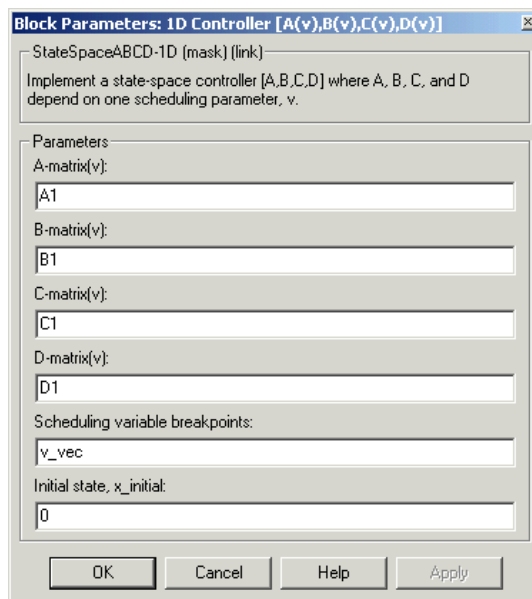 Block Parameters: 1D Controller [A(v),B(v),C(v),D(v)]
StateSpaceABCD-1D (mask) (link)
Implement a state-space controller [A,B,C,D] where A, B, C, and D
depend on one scheduling parameter, v.
Parameters
A-matrix(v):
A1
B-matrix(v):
B1
C-matrix(v):
C1
D-matrix(v):
D1
Scheduling variable breakpoints:
v_vec
Initial state, x_initial:
0
OK Cancel Help Apply